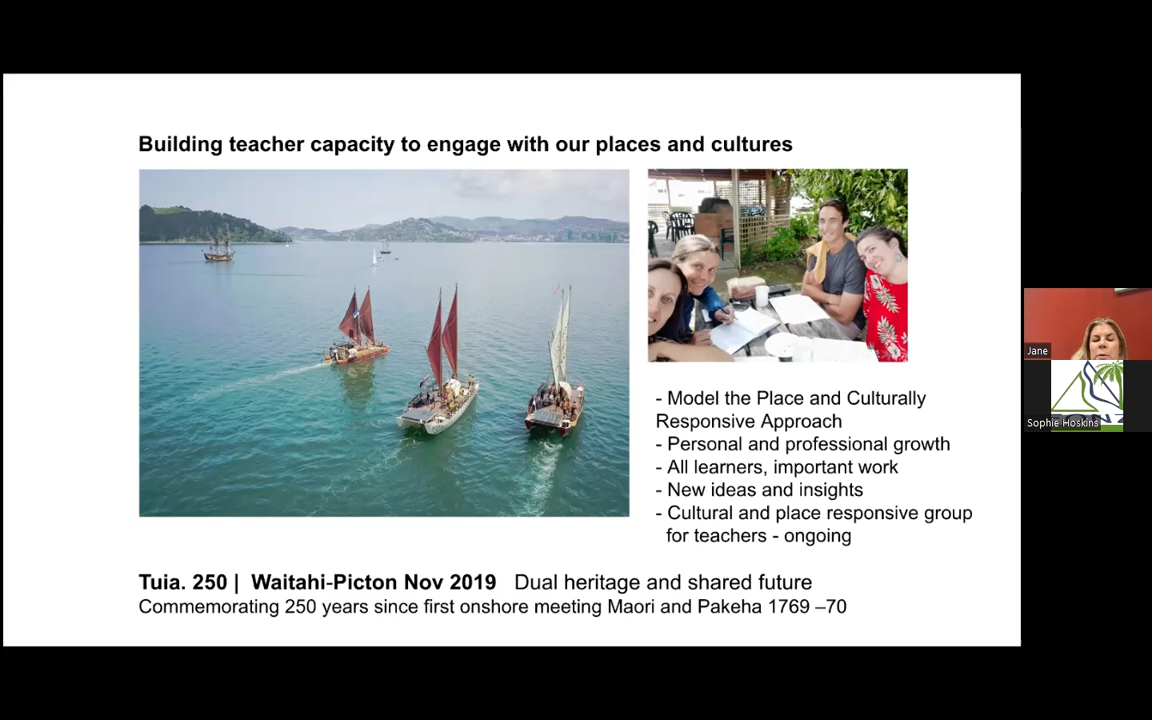 Building teacher capacity to engage with our places and cultures
- Model the Place and Culturally
Responsive Approach
- Personal and professional growth
- All learners, important work
- New ideas and insights
- Cultural and place responsive group
for teachers - ongoing
Tuia. 250 | Waitahi-Picton Nov 2019 Dual heritage and shared future
Commemorating 250 years since first onshore meeting Maori and Pakeha 1769 –70
Jane
Sophie Hoskins